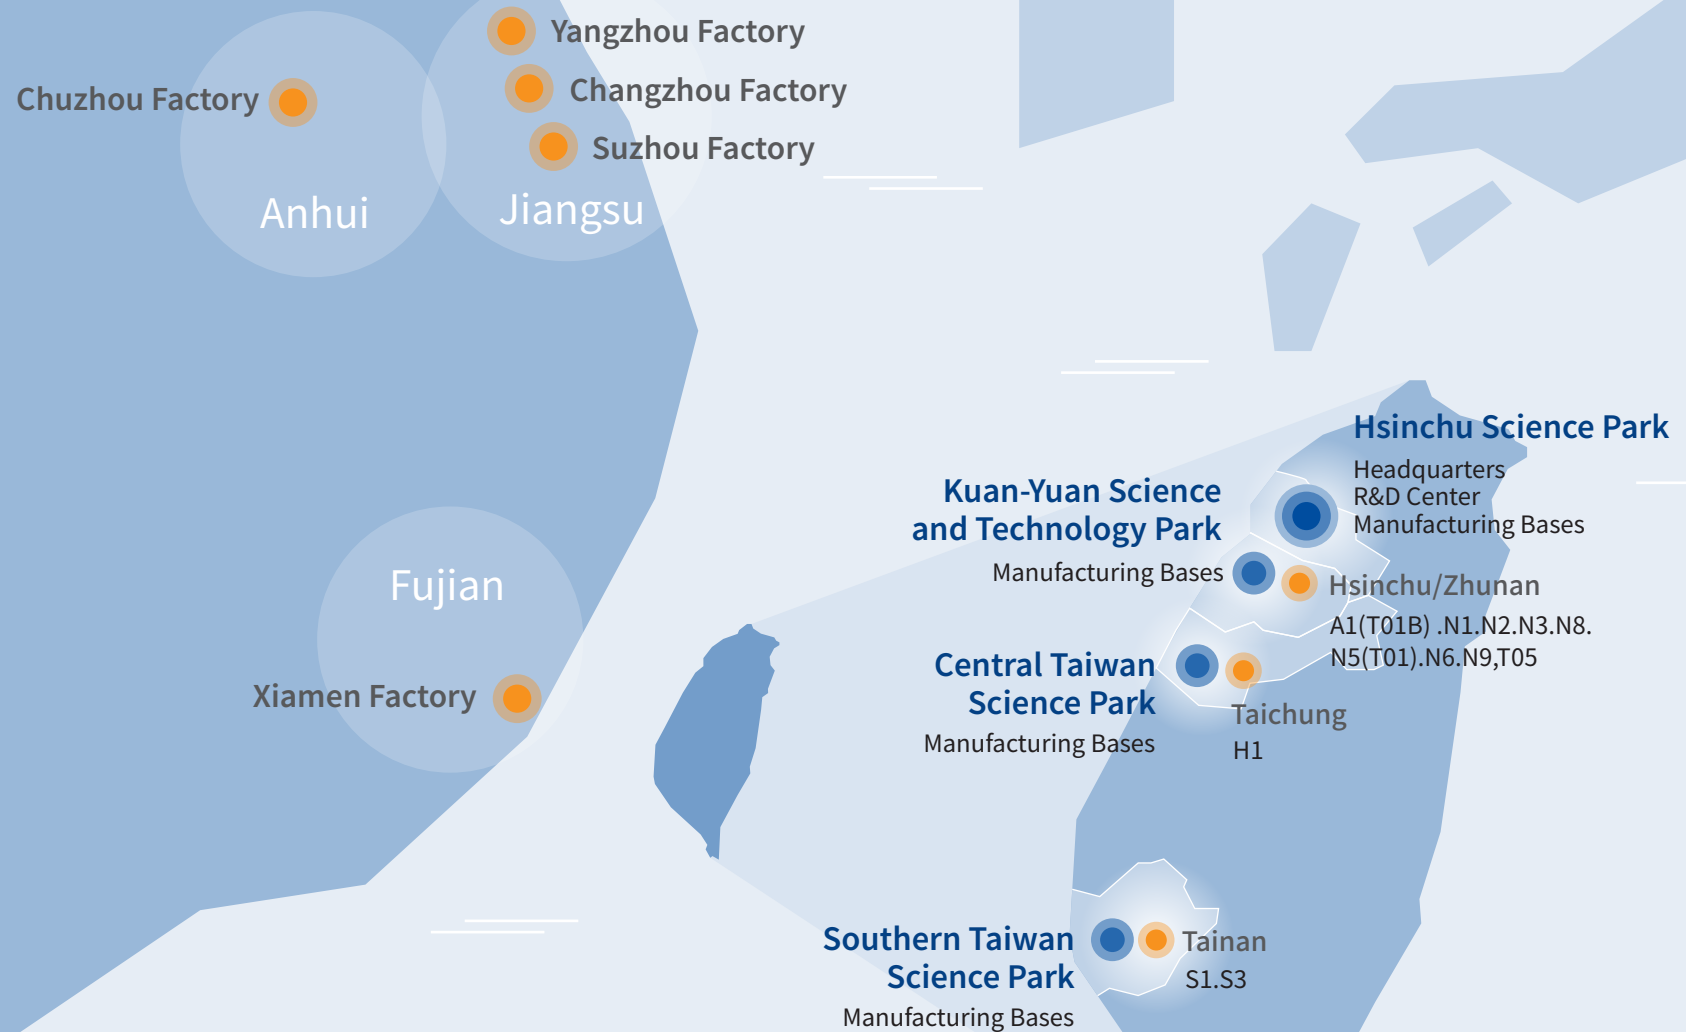 Yangzhou Factory
Chuzhou Factory
Changzhou Factory
Suzhou Factory
Anhui
Jiangsu
Hsinchu Science Park
Headquarters
R&D Center
Manufacturing Bases
Kuan-Yuan Science
and Technology Park
Manufacturing Bases
Hsinchu/Zhunan
A1(T01B) .N1.N2.N3.N8.
N5(T01).N6.N9,T05
Fujian
Xiamen Factory
Central Taiwan
Science Park
Manufacturing Bases
Taichung
H1
Southern Taiwan
Science Park
Manufacturing Bases
Tainan
S1.S3